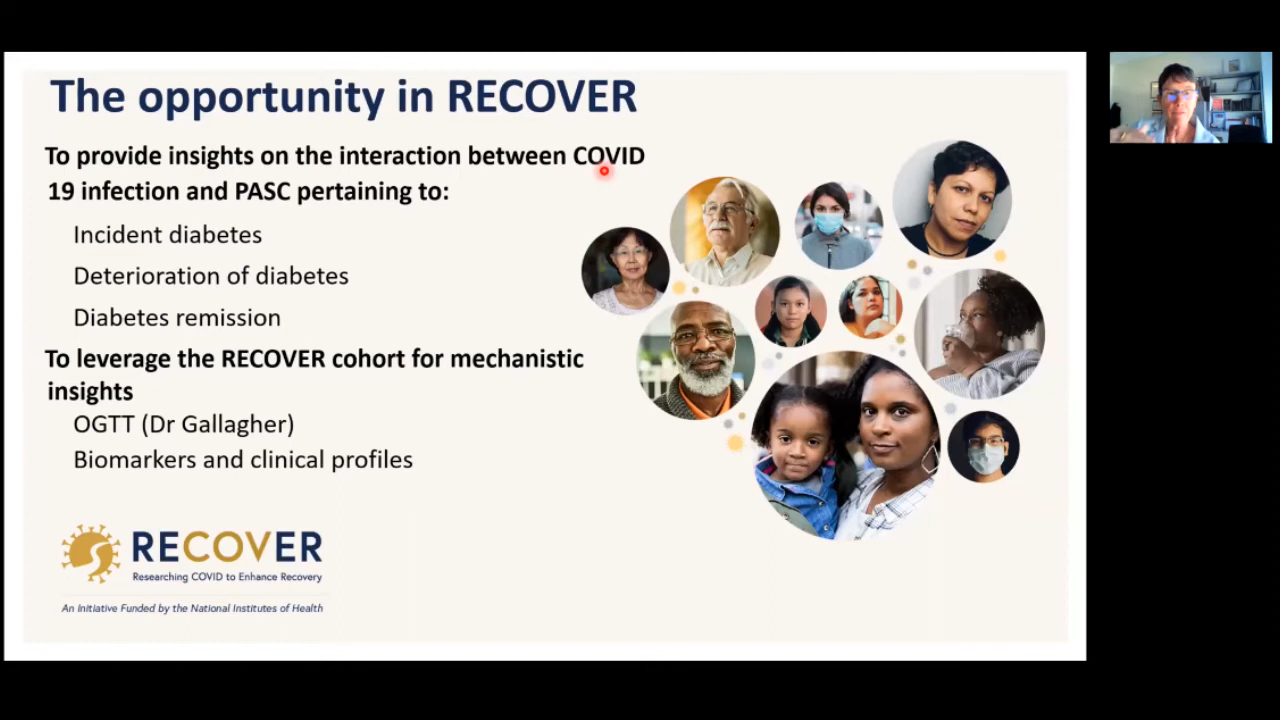 The opportunity in RECOVER
To provide insights on the interaction between COVID
19 infection and PASC pertaining to:
Incident diabetes
Deterioration of diabetes
Diabetes remission
To leverage the RECOVER cohort for mechanistic
insights
OGTT (Dr Gallagher)
Biomarkers and clinical profiles
RECOVER
Researching COVID to Enhance Recovery
An Initiative Funded by the National Institutes of Health